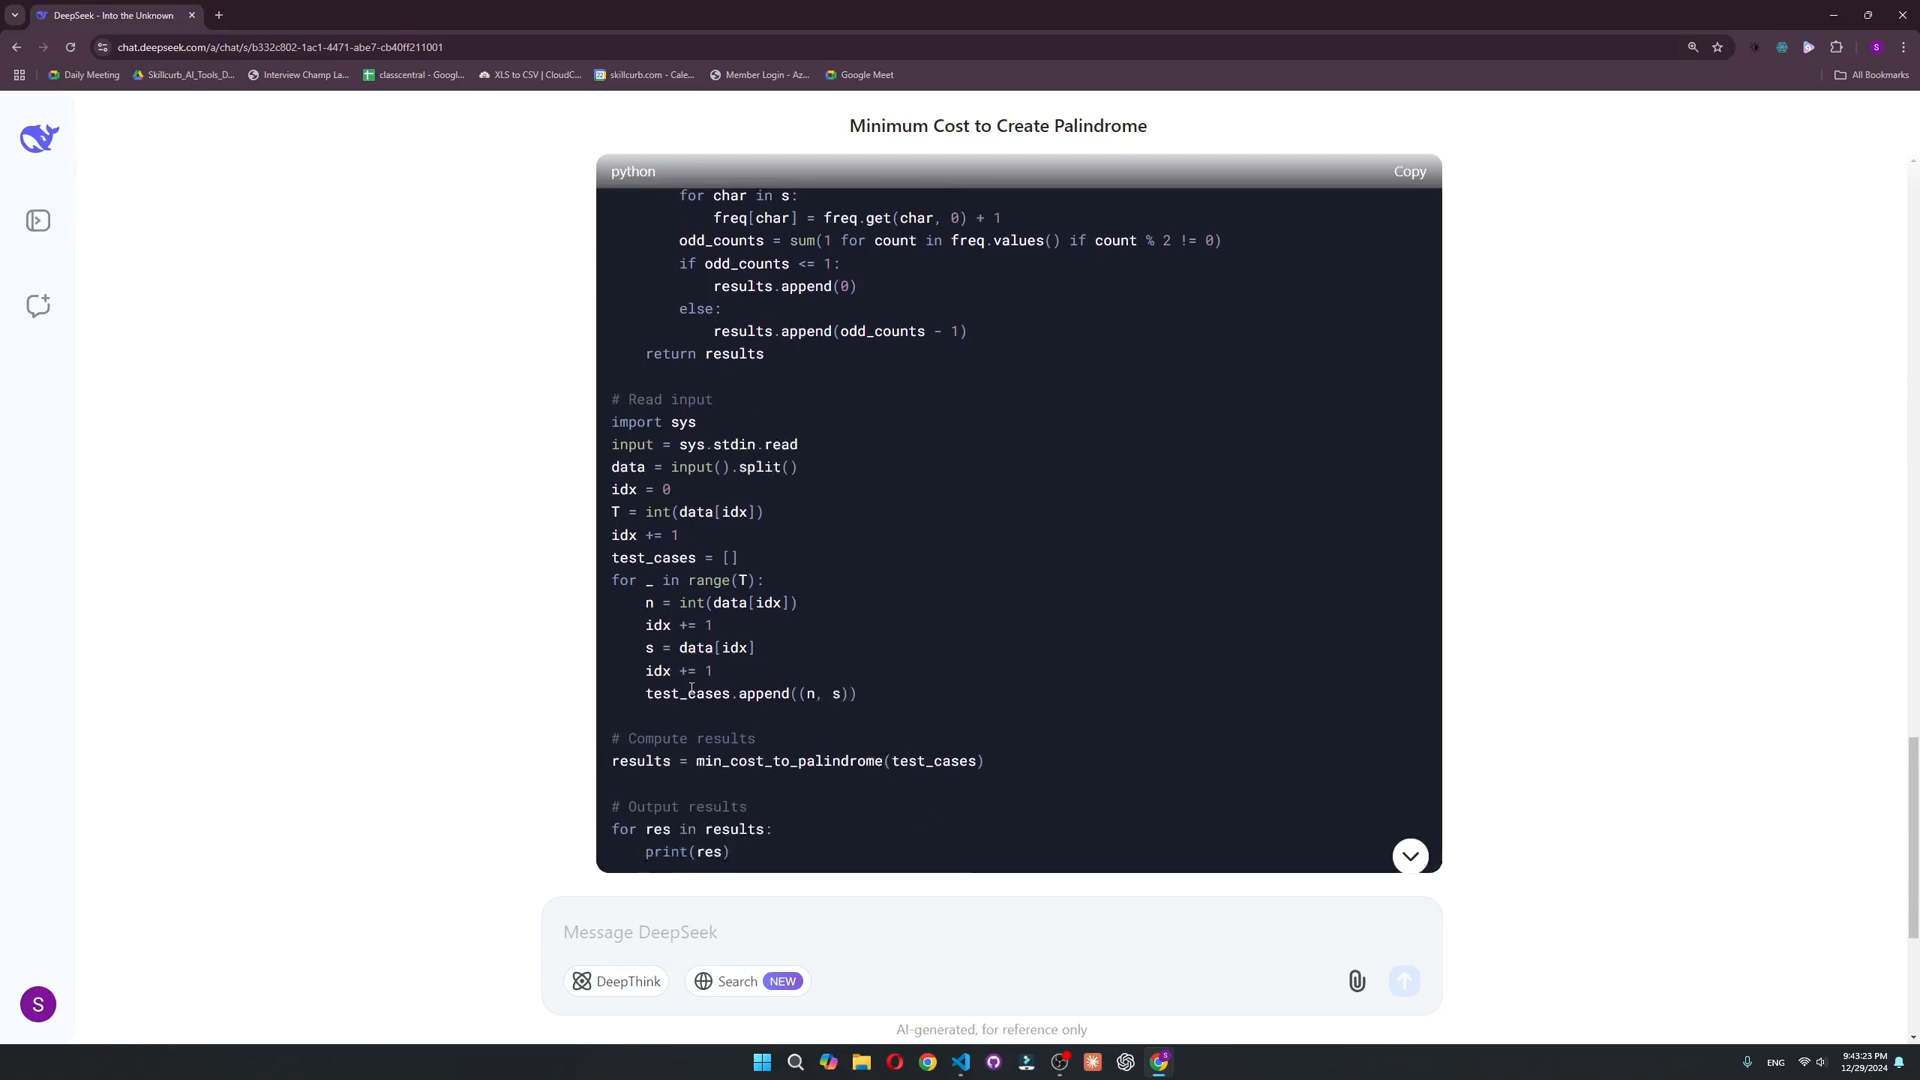 DeepSeek - Into the Unknown
chat.deepseek.com/a/chat/s/b332c802-1ac1-4471-abe7-cb40ff211001
S
Daily Meeting
Skillcurb_AI_Tools_D...
Interview Champ La...
classcentral - Googl...
XLS to CSV | CloudC...
skillcurb.com - Cale...
Member Login - Az...
Google Meet
All Bookmarks
Minimum Cost to Create Palindrome
python
Copy
for char in s:
freq[char] = freq.get(char, 0) + 1
odd_counts = sum(1 for count in freq.values() if count % 2 != 0)
if odd_counts <= 1:
results.append(0)
else:
results.append(odd_counts - 1)
return results
# Read input
import sys
input = sys.stdin.read
data = input().split()
idx = 0
T = int(data[idx])
idx += 1
test_cases = []
for _ in range(T):
n = int(data[idx])
idx += 1
s = data[idx]
idx += 1
test_cases.append((n, s))
# Compute results
results = min_cost_to_palindrome(test_cases)
# Output results
for res in results:
print(res)
Message DeepSeek
DeepThink
Search NEW
S
AI-generated, for reference only
ENG
9:43:23 PM
12/29/2024